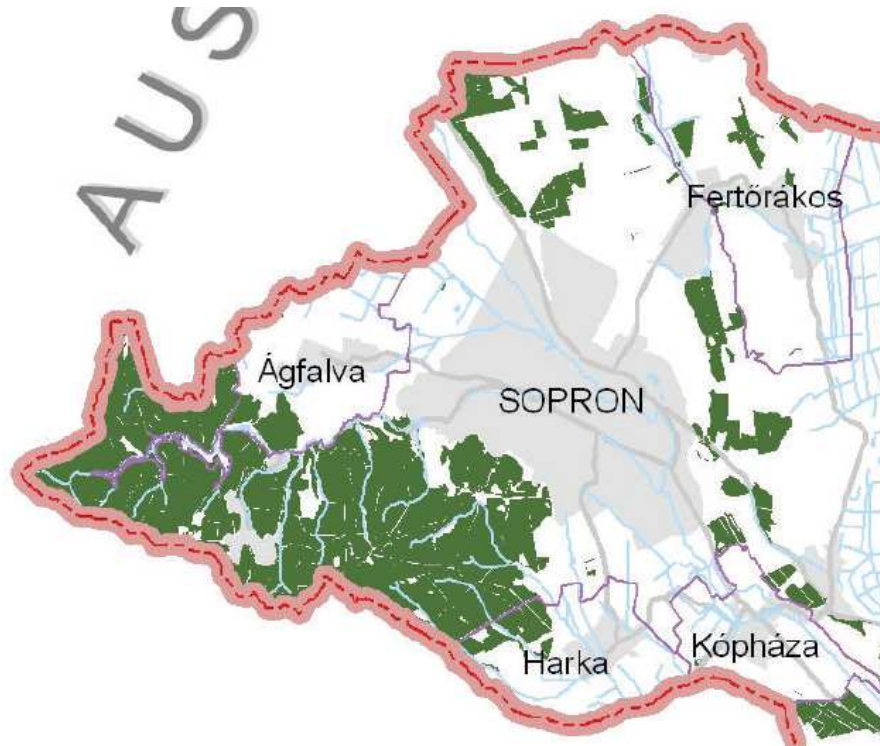 AUS
Fertőrákos
Ágfalva
SOPRON
Harka
Kópháza